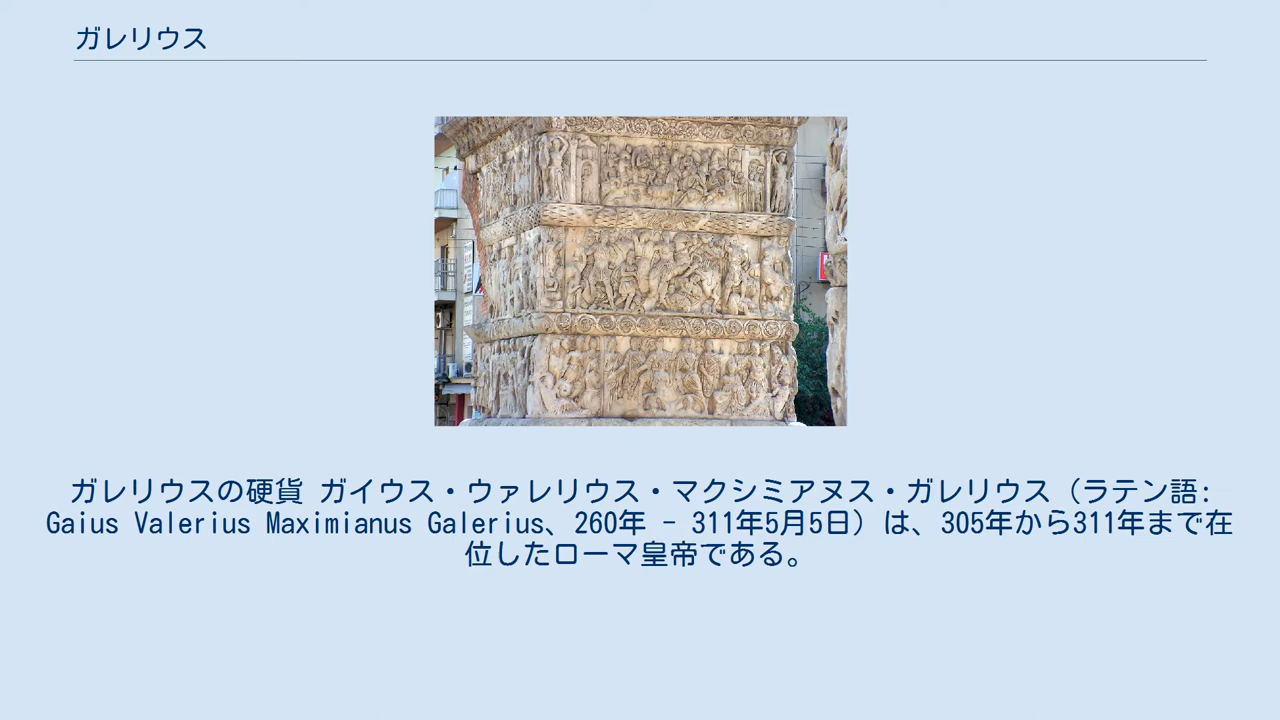 ガレリウス
ガレリウスの硬貨 ガイウス・ウァレリウス・マクシミアヌス・ガレリウス（ラテン語:
Gaius Valerius Maximianus Galerius、260年 - 311年5月5日）は、305年から311年まで在
位したローマ皇帝である。